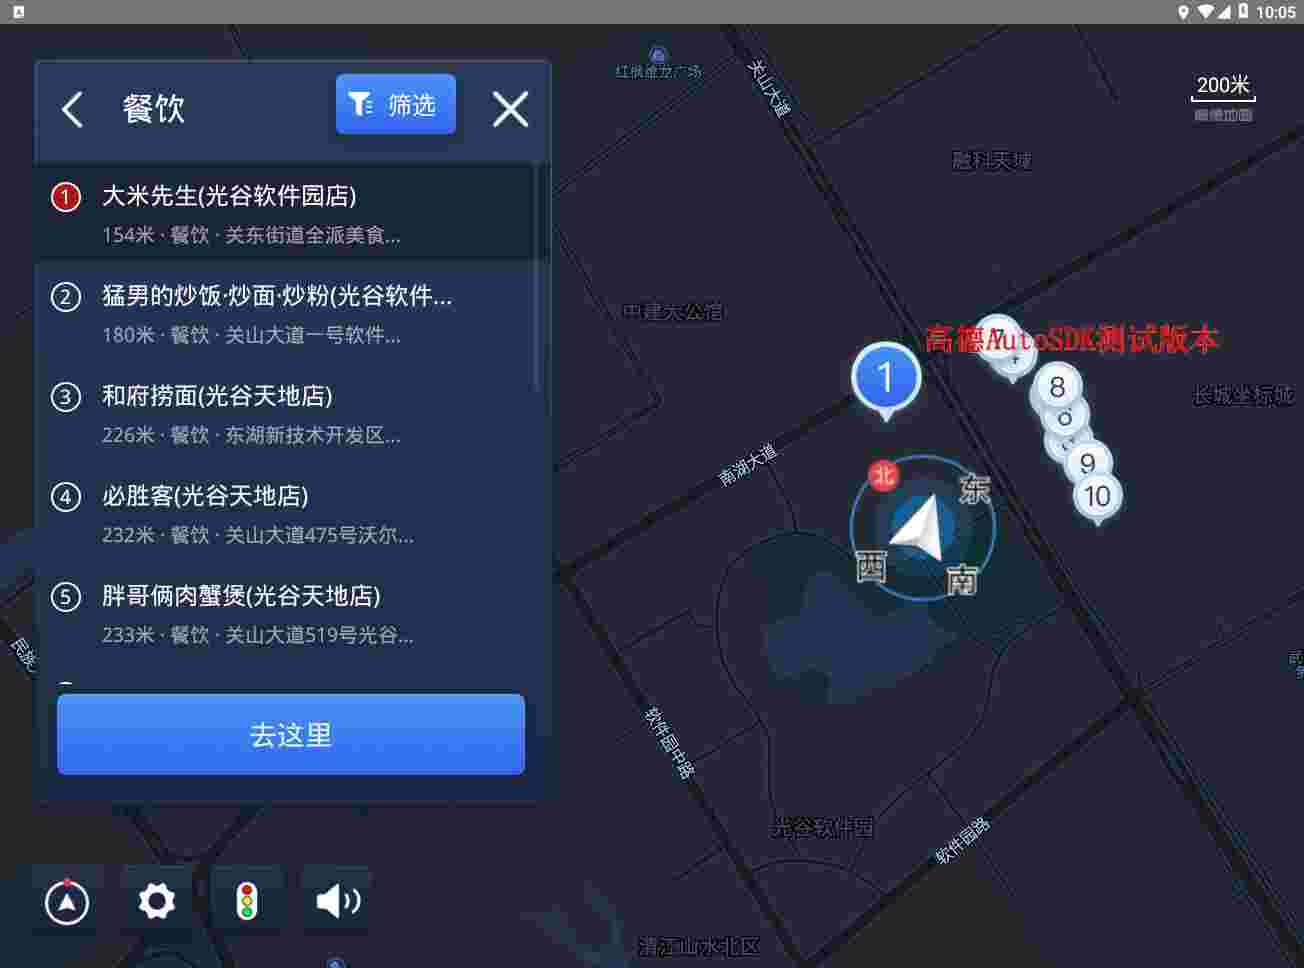 10:05
餐饮
筛选
1
大米先生(光谷软件园店)
154米 · 餐饮 · 关东街道全派美食...
2
猛男的炒饭·炒面·炒粉(光谷软件...
180米 · 餐饮 · 关山大道一号软件...
3
和府捞面(光谷天地店)
226米 · 餐饮 · 东湖新技术开发区...
4
必胜客(光谷天地店)
232米 · 餐饮 · 关山大道475号沃尔...
5
胖哥俩肉蟹煲(光谷天地店)
233米 · 餐饮 · 关山大道519号光谷...
去这里
关山大道
200米
高德地图
融科天域
中建大公馆
高德AutoSDK测试版本
1
8
9
10
长城坐标城
南湖大道
北
东
西
南
软件园中路
光谷软件园
软件园路
清江山水北区